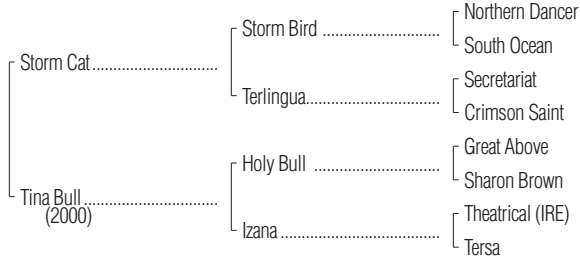 Northern Dancer
Storm Bird ..............................
South Ocean
Storm Cat................................
Secretariat
Terlingua..................................
Crimson Saint
Great Above
Holy Bull ................................
Sharon Brown
Tina Bull ..................................
(2000)
Theatrical (IRE)
Izana ........................................
Tersa